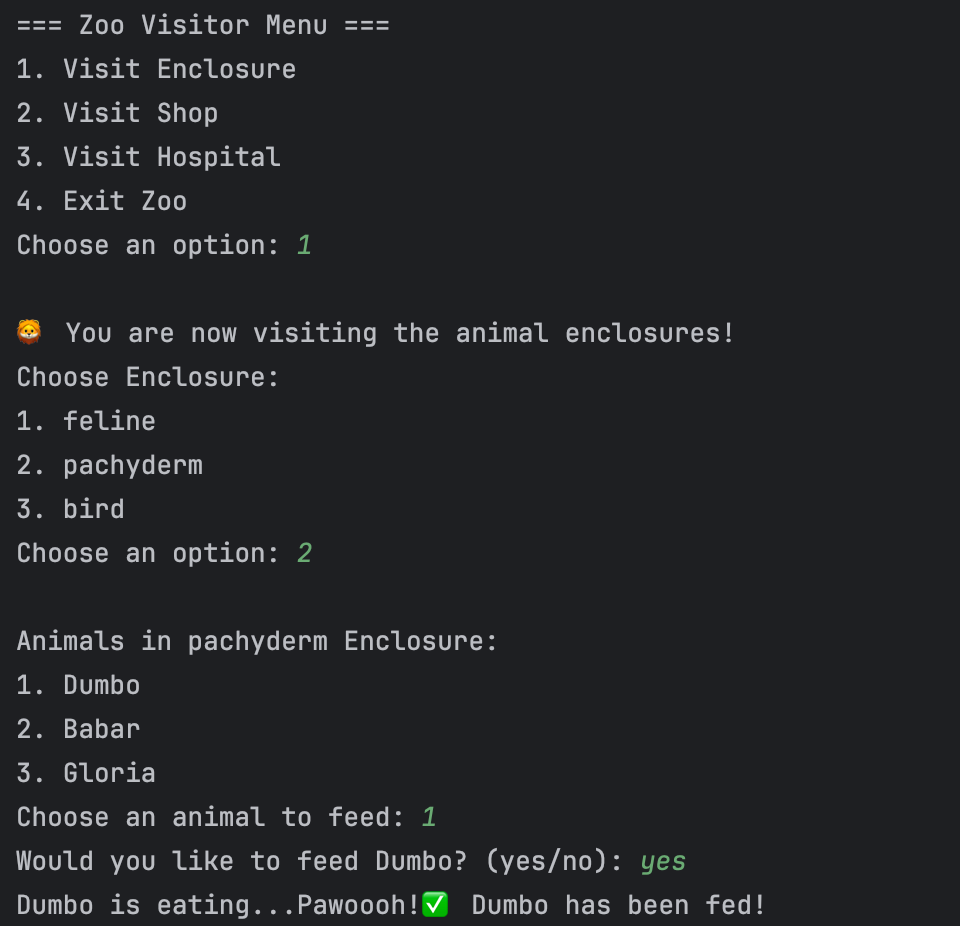 === Zoo Visitor Menu ===
1. Visit Enclosure
2. Visit Shop
3. Visit Hospital
4. Exit Zoo
Choose an option: 1
🦁 You are now visiting the animal enclosures!
Choose Enclosure:
1. feline
2. pachyderm
3. bird
Choose an option: 2
Animals in pachyderm Enclosure:
1. Dumbo
2. Babar
3. Gloria
Choose an animal to feed: 1
Would you like to feed Dumbo? (yes/no): yes
Dumbo is eating...Pawoooh!✅ Dumbo has been fed!